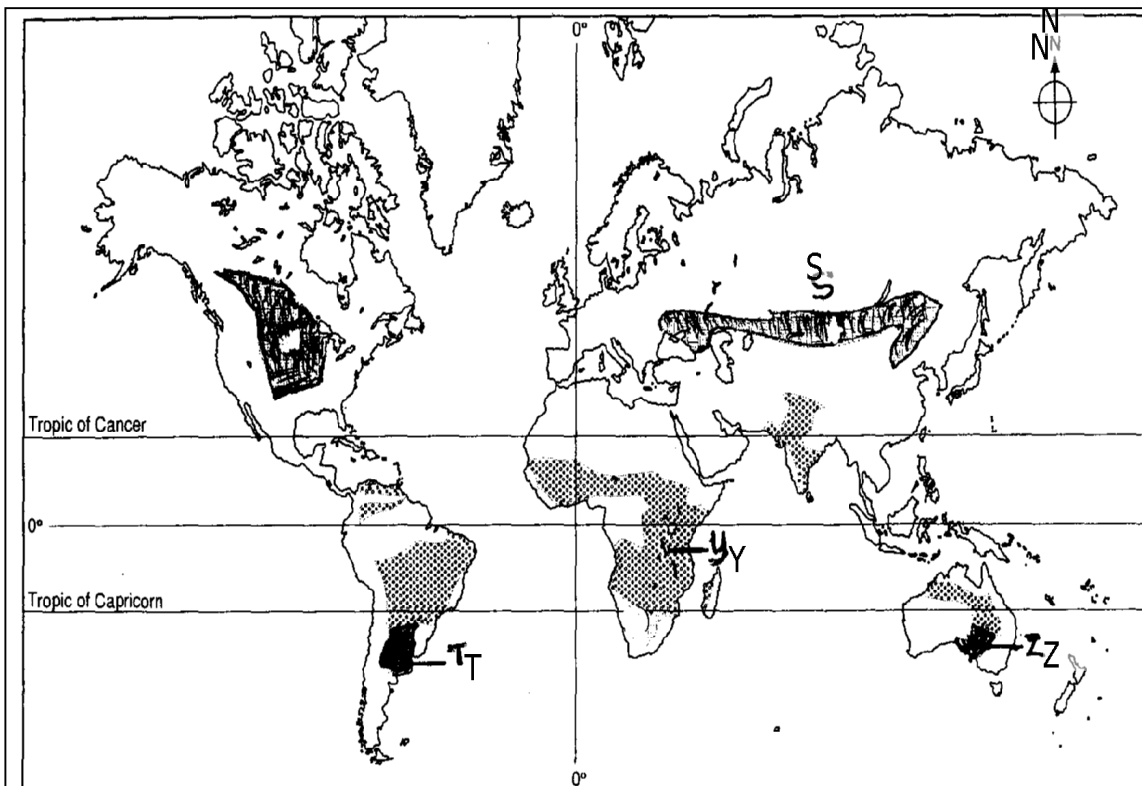 0°
N
N N
S
S
Tropic of Cancer
0°
y Y
Tropic of Capricorn
T T
Z Z
0°